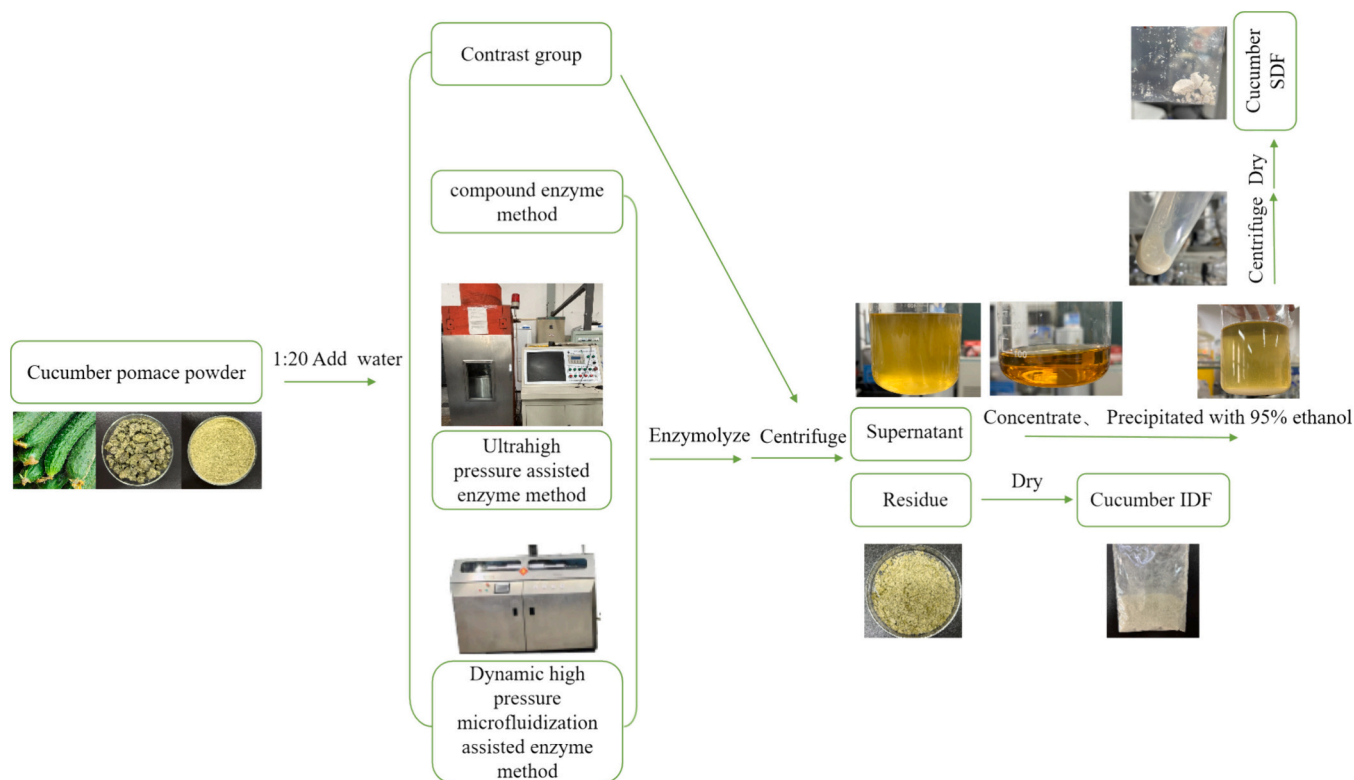 Contrast group
compound enzyme
method
Ultrahigh
pressure assisted
enzyme method
Dynamic high
pressure
microfluidization
assisted enzyme
method
Cucumber pomace powder
1:20 Add water
Enzymolyze
Centrifuge
Supernatant
Concentrate、 Precipitated with 95% ethanol
Residue
Dry
Cucumber IDF
Centrifuge
Dry
Cucumber
SDF